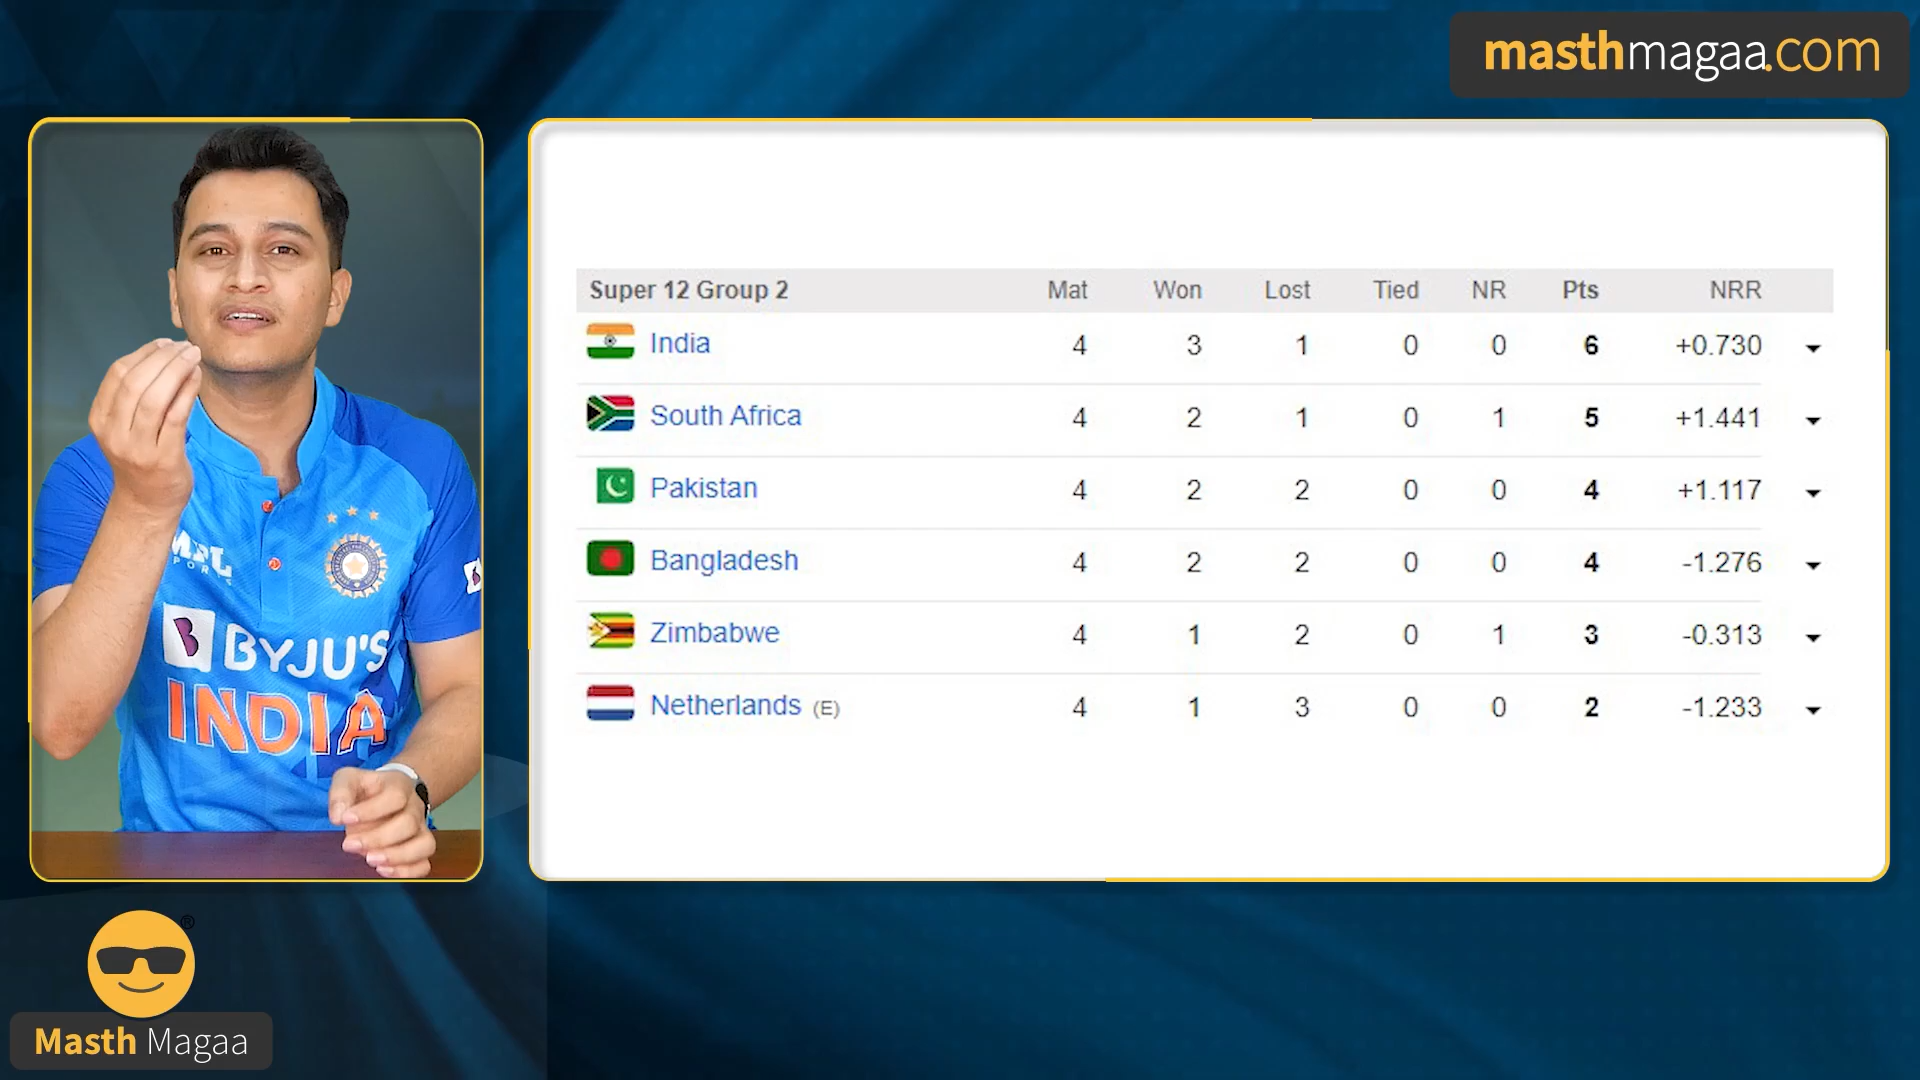 masthmagaa.com
Super 12 Group 2 Mat Won Lost Tied NR Pts NRR
India 4 3 1 0 0 6 +0.730
South Africa 4 2 1 0 1 5 +1.441
Pakistan 4 2 2 0 0 4 +1.117
Bangladesh 4 2 2 0 0 4 -1.276
Zimbabwe 4 1 2 0 1 3 -0.313
Netherlands (E) 4 1 3 0 0 2 -1.233
MPL
SPORTS
BYJU'S
INDIA
®
Masth Magaa